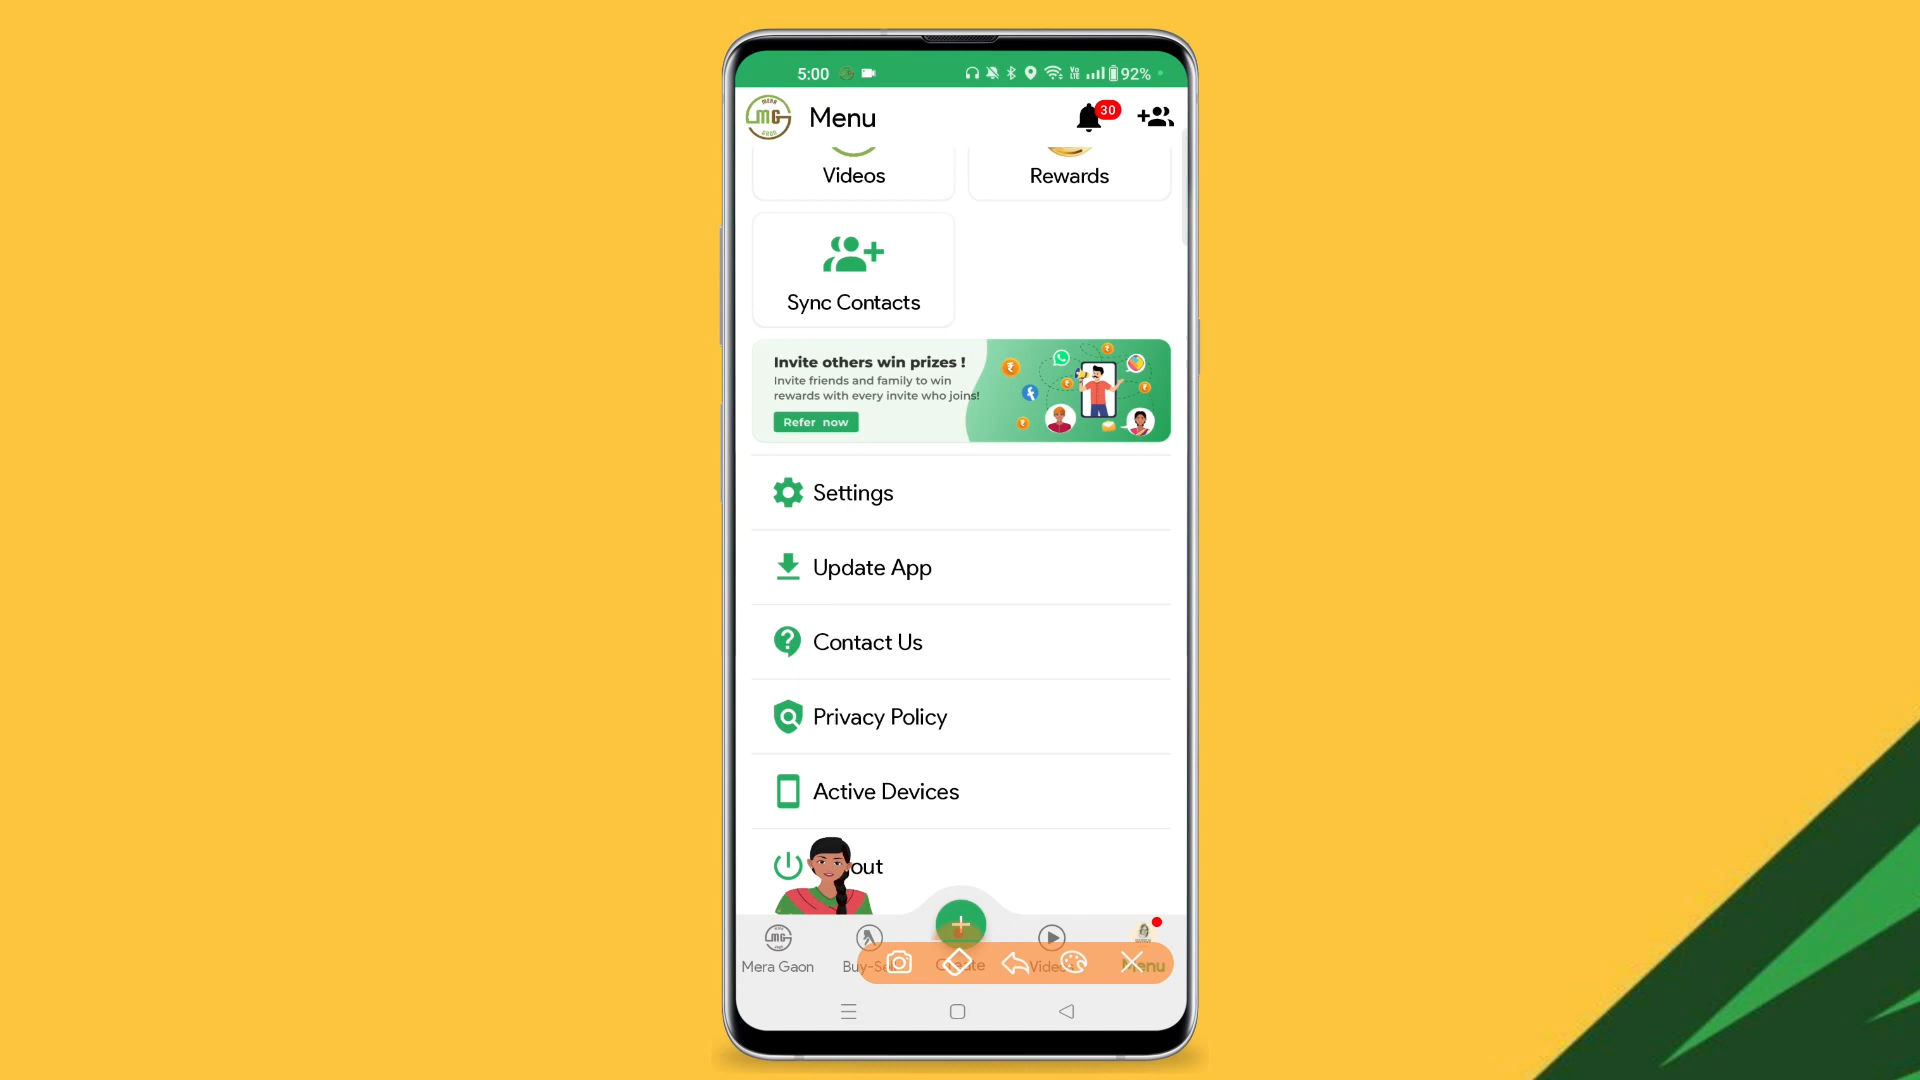 5:00
92%
MG
Menu
30
Videos
Rewards
Sync Contacts
Invite others win prizes !
Invite friends and family to win
rewards with every invite who joins!
Refer now
Settings
Update App
Contact Us
Privacy Policy
Active Devices
out
Mera Gaon
Menu